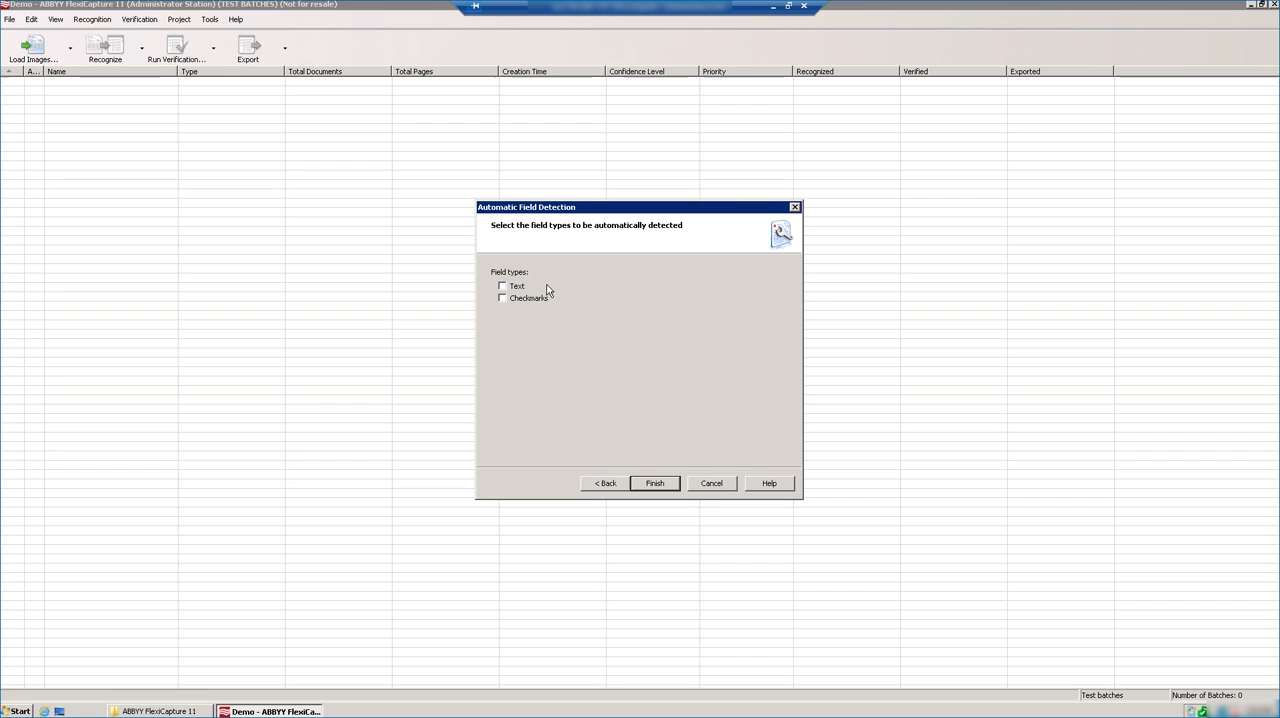 Demo - ABBYY FlexiCapture 11 (Administrator Station) (TEST BATCHES) (Not for resale)
File Edit View Recognition Verification Project Tools Help
Load Images... Recognize Run Verification... Export
A... Name Type Total Documents Total Pages Creation Time Confidence Level Priority Recognized Verified Exported
Automatic Field Detection
Select the field types to be automatically detected
Field types:
Text
Checkmarks
< Back Finish Cancel Help
Test batches Number of Batches: 0
Start ABBYY FlexiCapture 11 Demo - ABBYY FlexiCa...